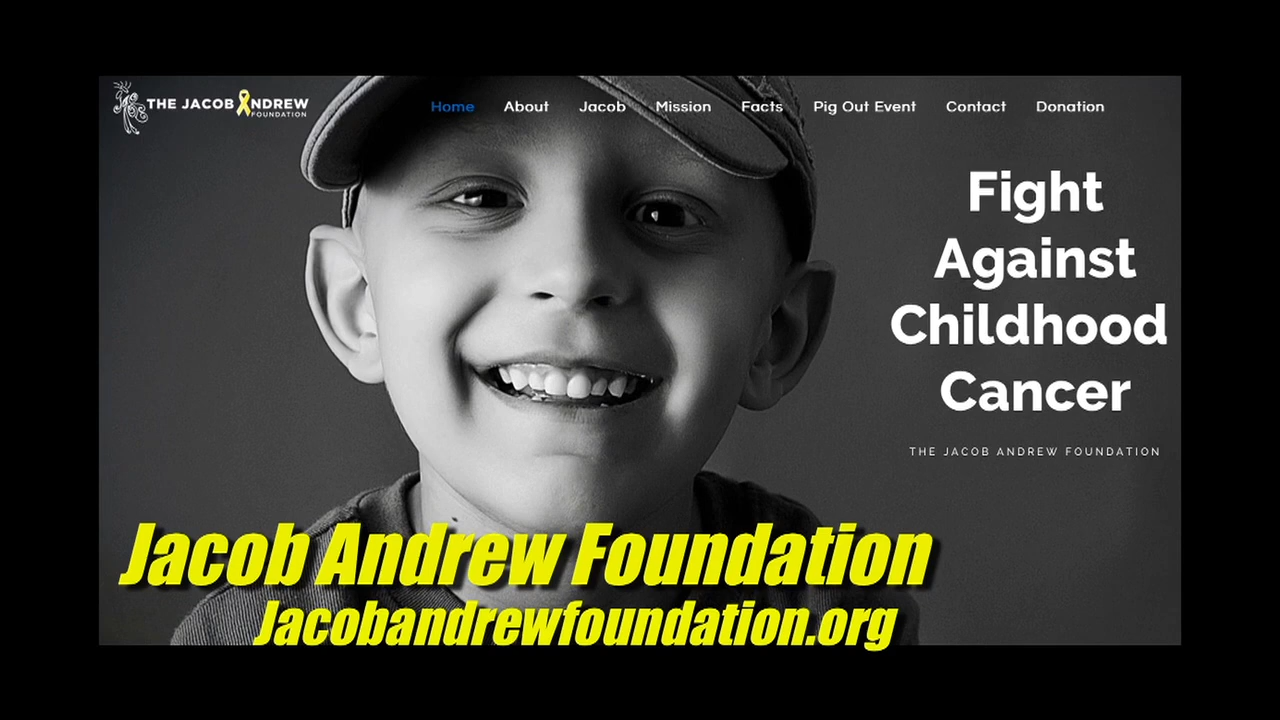 THE JACOB ANDREW
FOUNDATION
Home About Jacob Mission Facts Pig Out Event Contact Donation
Fight
Against
Childhood
Cancer
THE JACOB ANDREW FOUNDATION
Jacob Andrew Foundation
Jacobandrewfoundation.org